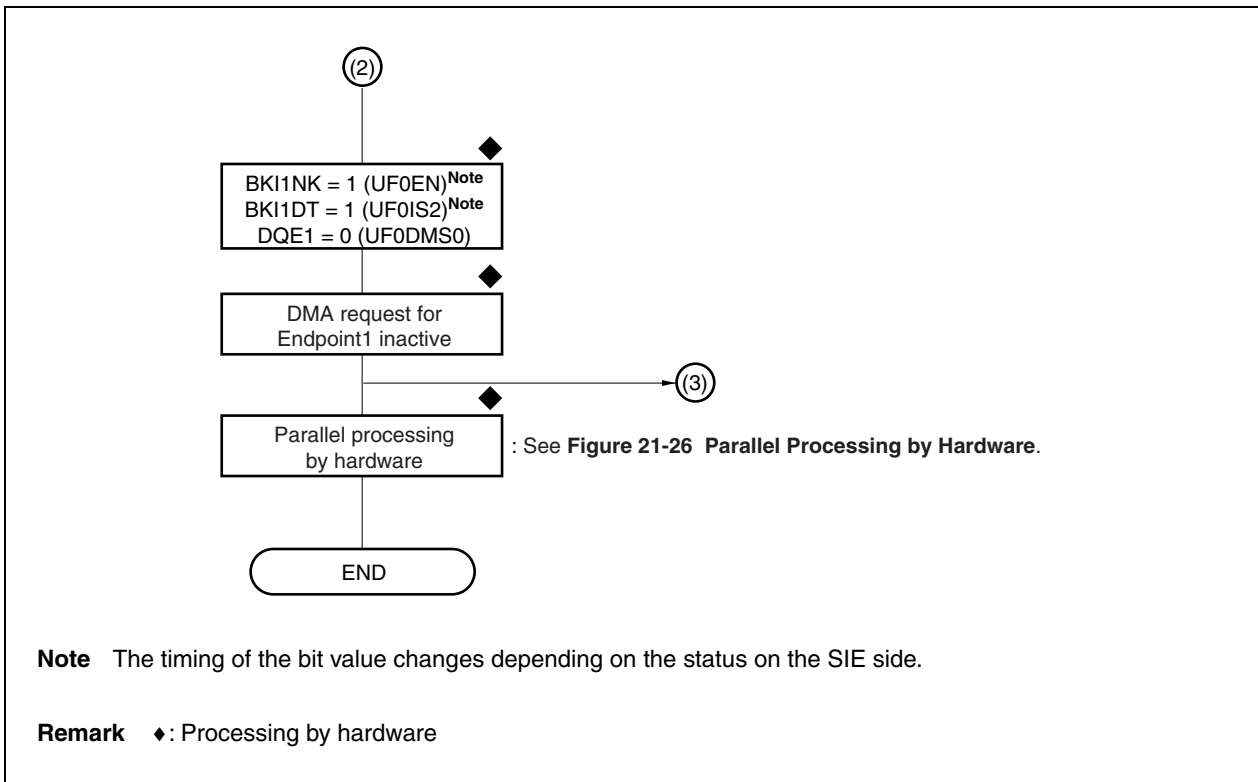 (2)
BKI1NK = 1 (UF0EN)Note
BKI1DT = 1 (UF0IS2)Note
DQE1 = 0 (UF0DMS0)
DMA request for
Endpoint1 inactive
(3)
Parallel processing
by hardware
: See Figure 21-26 Parallel Processing by Hardware.
END
Note The timing of the bit value changes depending on the status on the SIE side.
Remark ♦: Processing by hardware